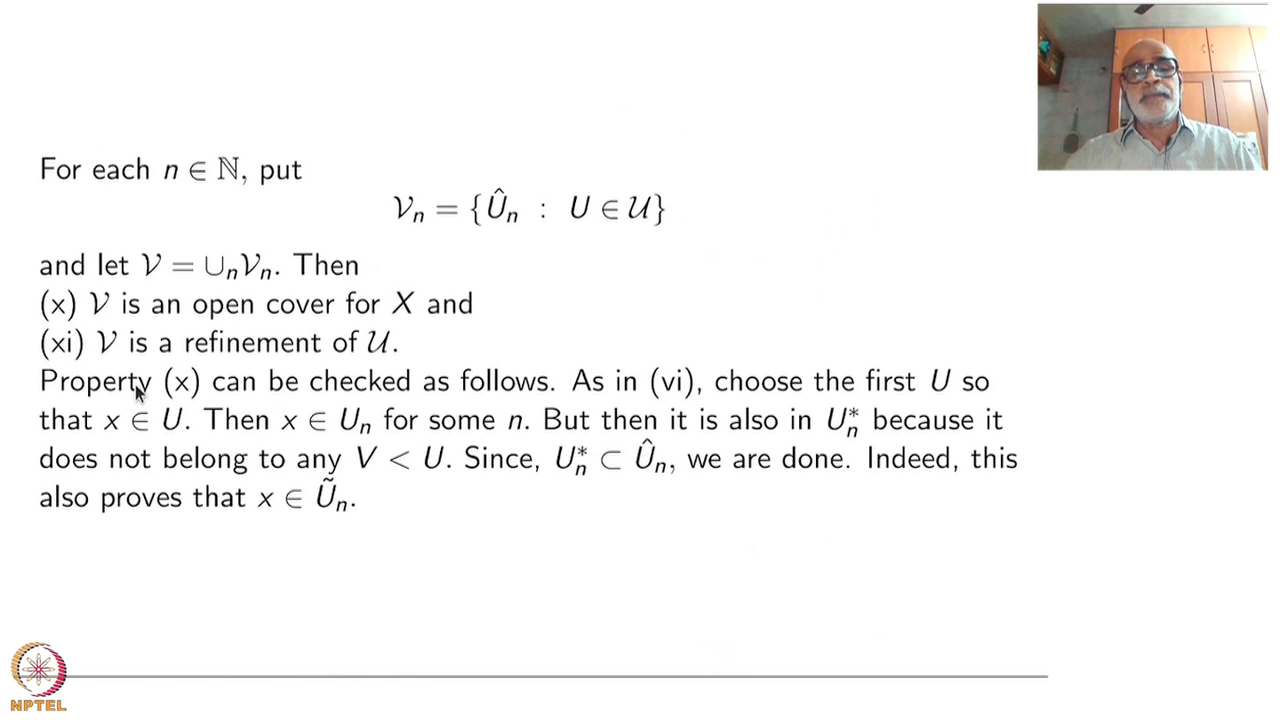 For each n ∈ ℕ, put
𝒱ₙ = {Ûₙ : U ∈ 𝒰}
and let 𝒱 = ∪ₙ𝒱ₙ. Then
(x) 𝒱 is an open cover for X and
(xi) 𝒱 is a refinement of 𝒰.
Property (x) can be checked as follows. As in (vi), choose the first U so
that x ∈ U. Then x ∈ Uₙ for some n. But then it is also in Uₙ* because it
does not belong to any V < U. Since, Uₙ* ⊂ Ûₙ, we are done. Indeed, this
also proves that x ∈ Ũₙ.
NPTEL